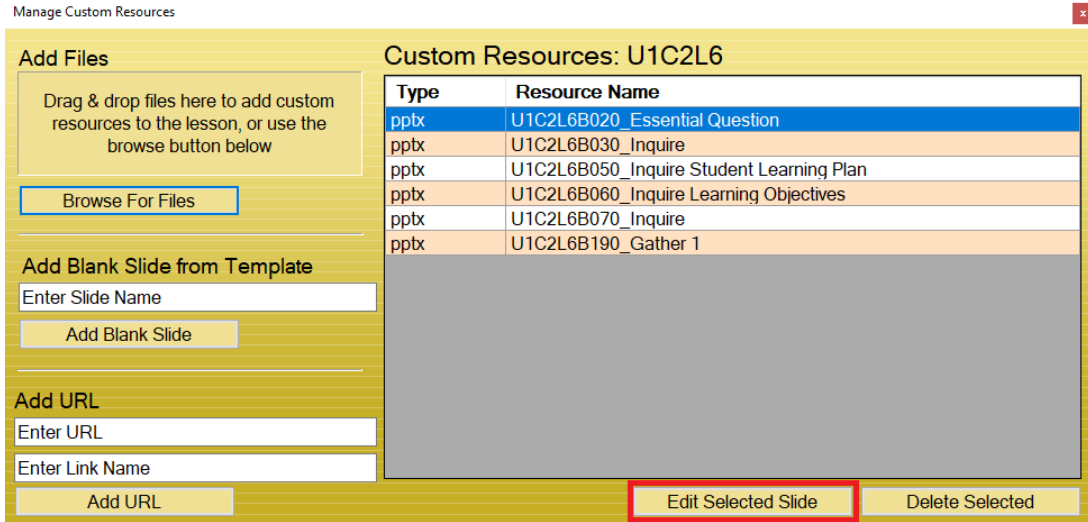 Manage Custom Resources
x
Add Files
Drag & drop files here to add custom
resources to the lesson, or use the
browse button below
Browse For Files
Add Blank Slide from Template
Enter Slide Name
Add Blank Slide
Add URL
Enter URL
Enter Link Name
Add URL
Custom Resources: U1C2L6
Type Resource Name
pptx U1C2L6B020_Essential Question
pptx U1C2L6B030_Inquire
pptx U1C2L6B050_Inquire Student Learning Plan
pptx U1C2L6B060_Inquire Learning Objectives
pptx U1C2L6B070_Inquire
pptx U1C2L6B190_Gather 1
Edit Selected Slide
Delete Selected